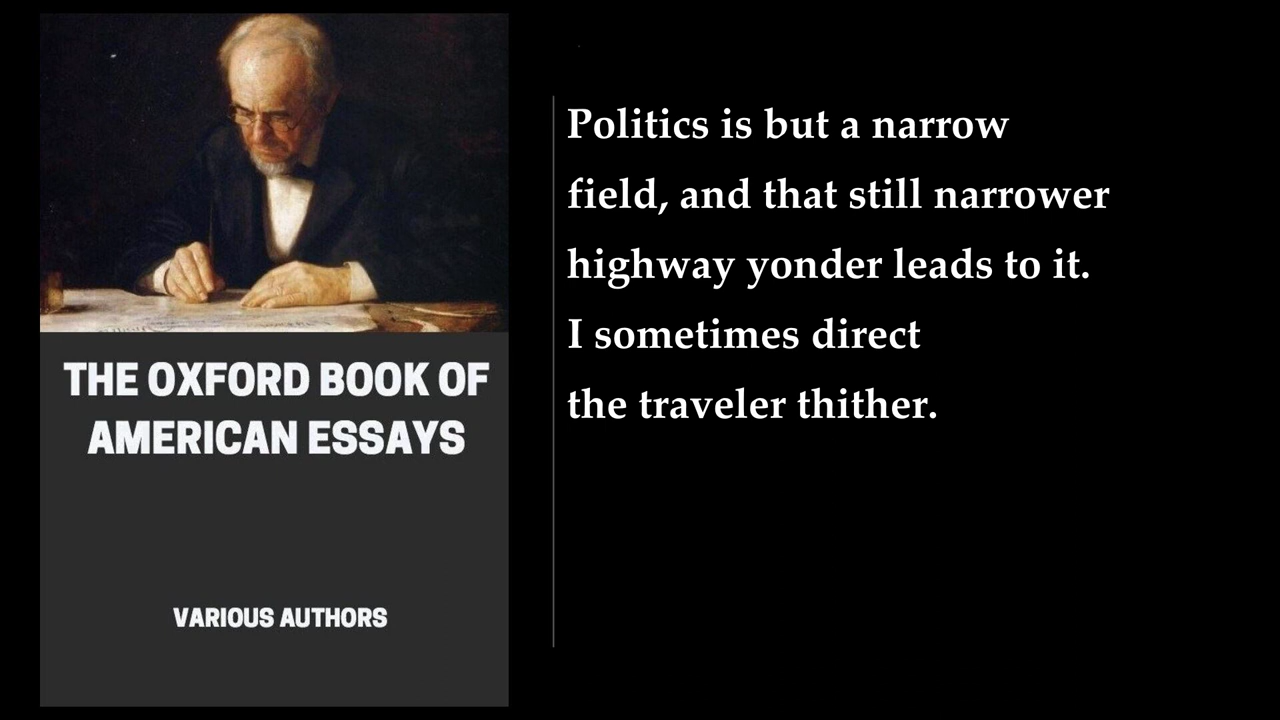 THE OXFORD BOOK OF
AMERICAN ESSAYS
VARIOUS AUTHORS
Politics is but a narrow
field, and that still narrower
highway yonder leads to it.
I sometimes direct
the traveler thither.